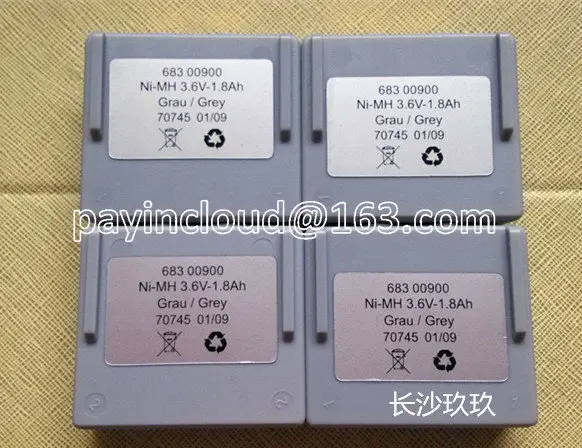 683 00900
Ni-MH 3.6V-1.8Ah
Grau / Grey
70745 01/09
683 00900
Ni-MH 3.6V-1.8Ah
Grau / Grey
70745 01/09
payincloud@163.com
683 00900
Ni-MH 3.6V-1.8Ah
Grau / Grey
70745 01/09
683 00900
Ni-MH 3.6V-1.8Ah
Grau / Grey
70745 01/09
长沙玖玖